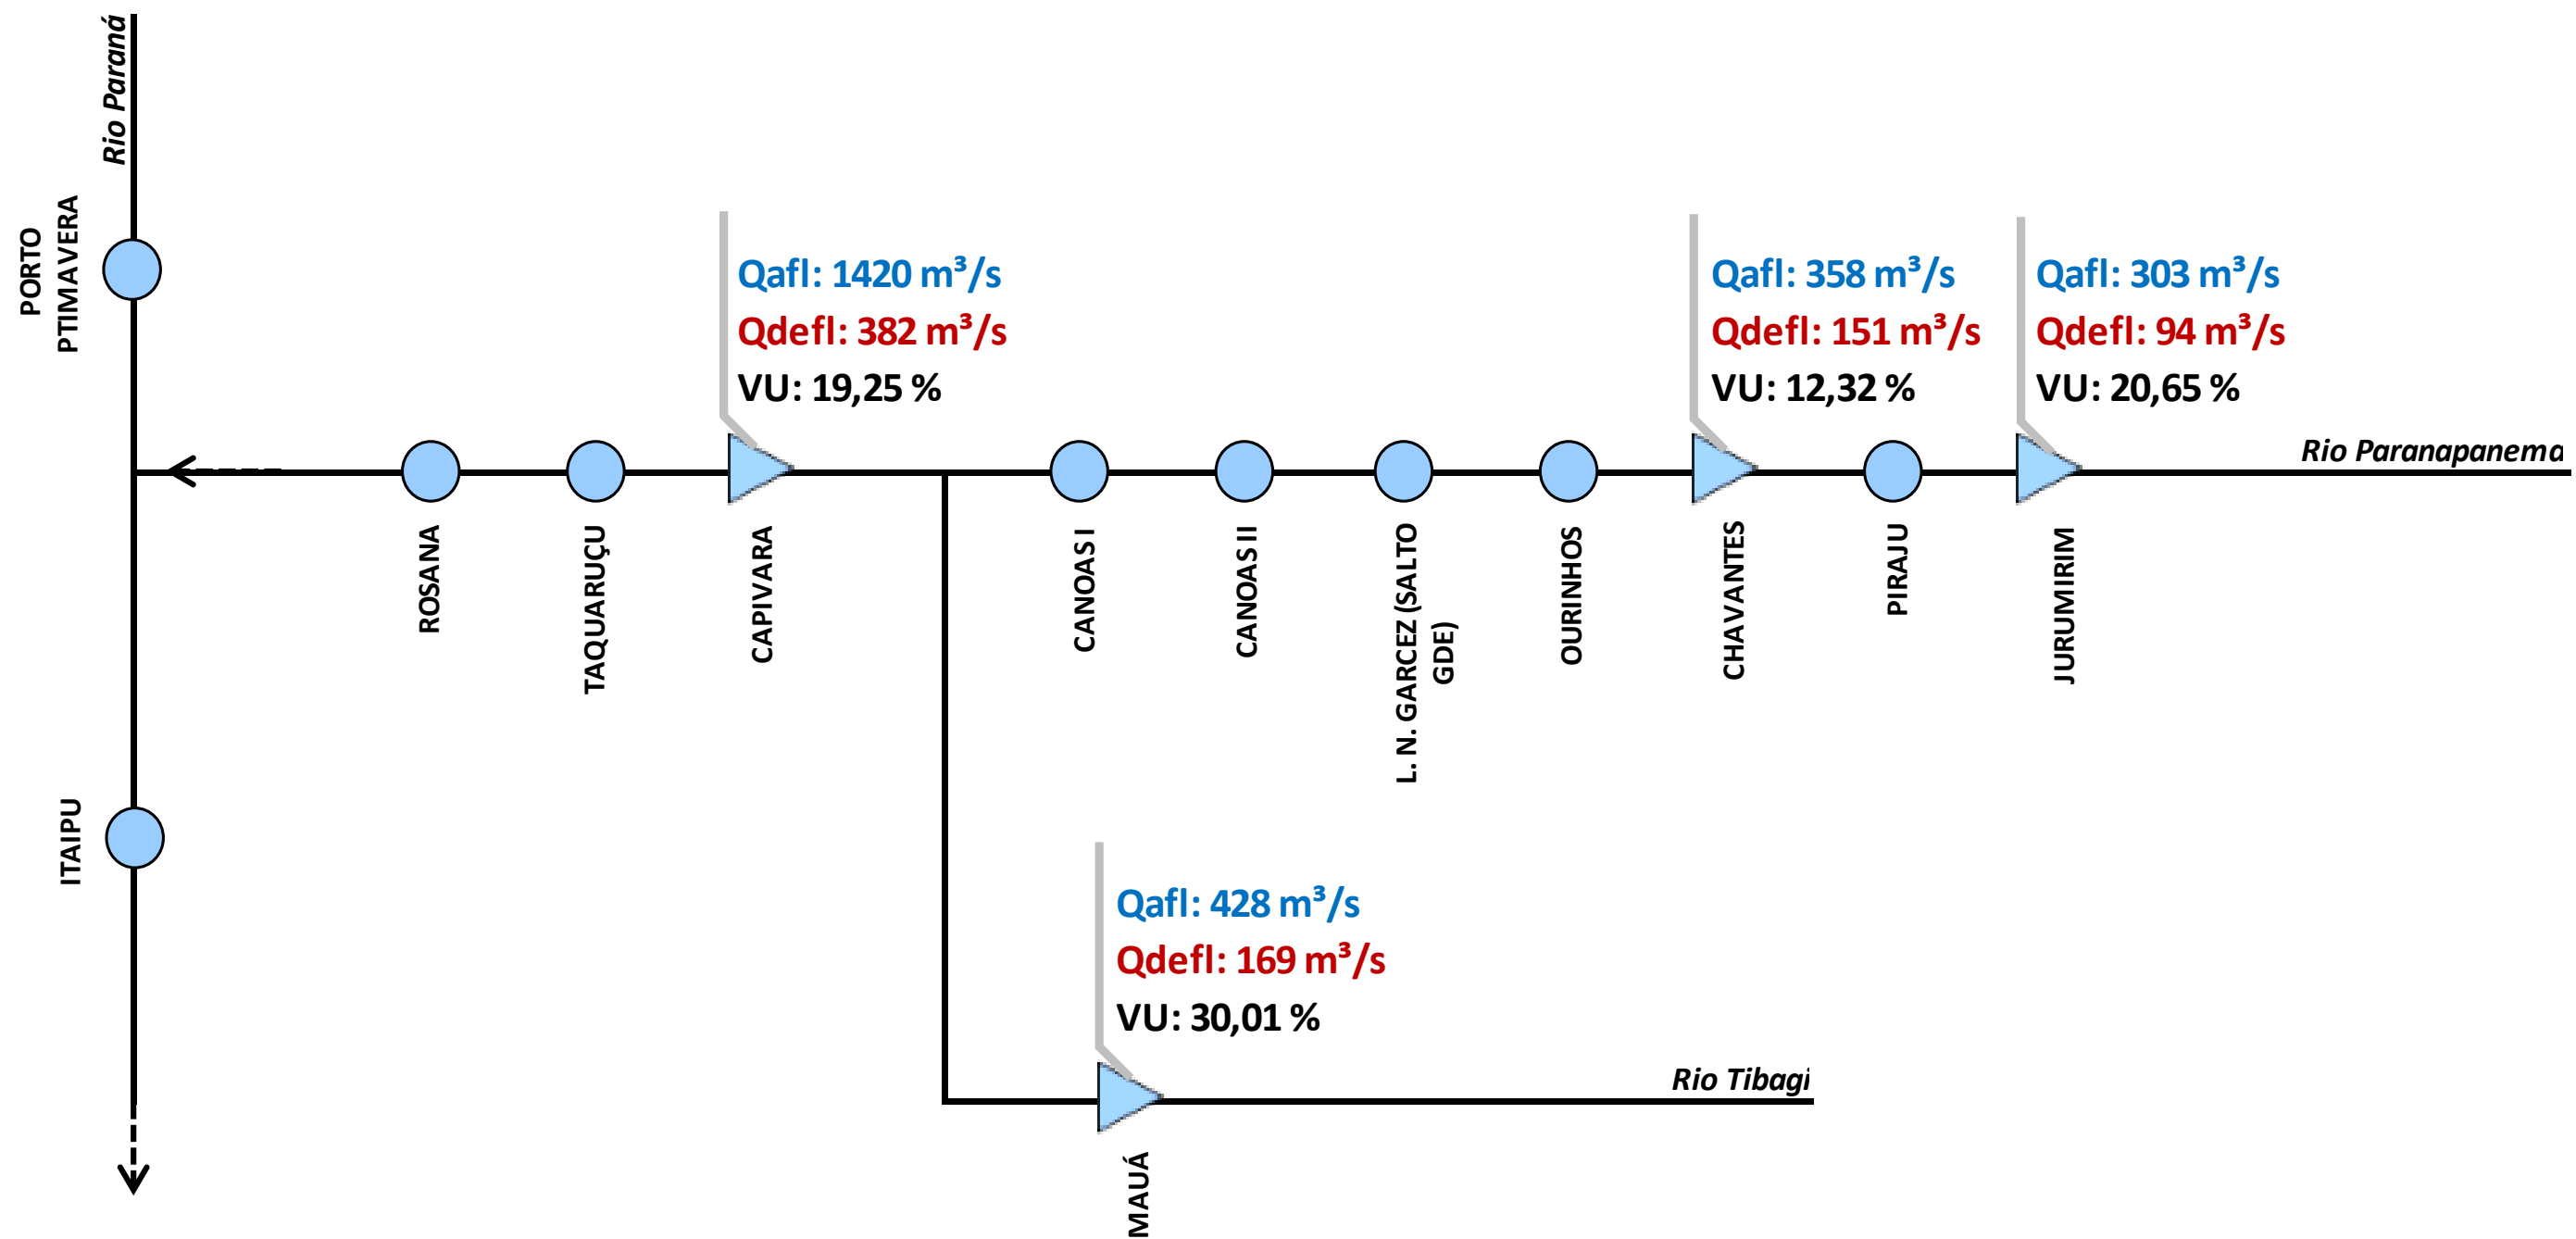 Rio Paraná
PORTO
PTIMAVERA
Qafl: 1420 m³/s
Qdefl: 382 m³/s
VU: 19,25 %
Qafl: 358 m³/s
Qdefl: 151 m³/s
VU: 12,32 %
Qafl: 303 m³/s
Qdefl: 94 m³/s
VU: 20,65 %
Rio Paranapanema
ROSANA
TAQUARUÇU
CAPIVARA
CANOAS I
CANOAS II
L. N. GARCEZ (SALTO
GDE)
OURINHOS
CHAVANTES
PIRAJU
JURUMIRIM
ITAIPU
Qafl: 428 m³/s
Qdefl: 169 m³/s
VU: 30,01 %
Rio Tibagi
MAUÁ